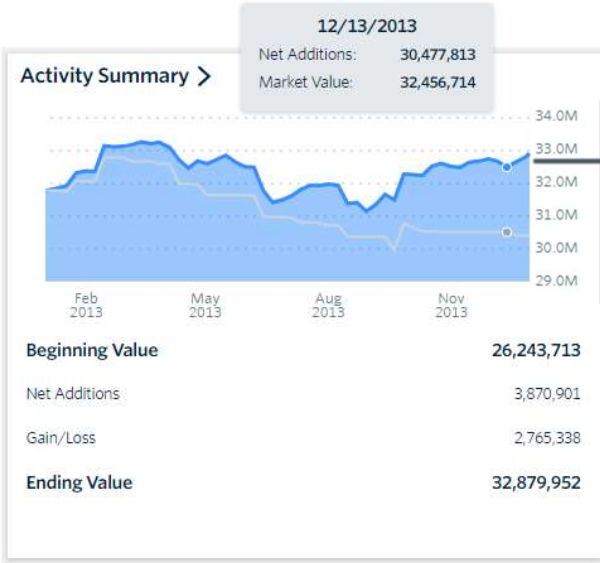 12/13/2013
Net Additions: 30,477,813
Market Value: 32,456,714
Activity Summary
34.0M
33.0M
32.0M
31.0M
30.0M
29.0M
Feb May Aug Nov
2013 2013 2013 2013
Beginning Value 26,243,713
Net Additions 3,870,901
Gain/Loss 2,765,338
Ending Value 32,879,952